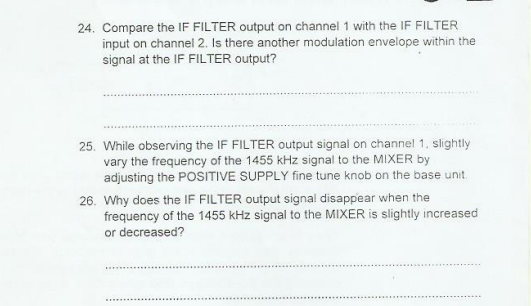 24. Compare the IF FILTER output on channel 1 with the IF FILTER
input on channel 2. Is there another modulation envelope within the
signal at the IF FILTER output?
25. While observing the IF FILTER output signal on channel 1, slightly
vary the frequency of the 1455 kHz signal to the MIXER by
adjusting the POSITIVE SUPPLY fine tune knob on the base unit.
26. Why does the IF FILTER output signal disappear when the
frequency of the 1455 kHz signal to the MIXER is slightly increased
or decreased?